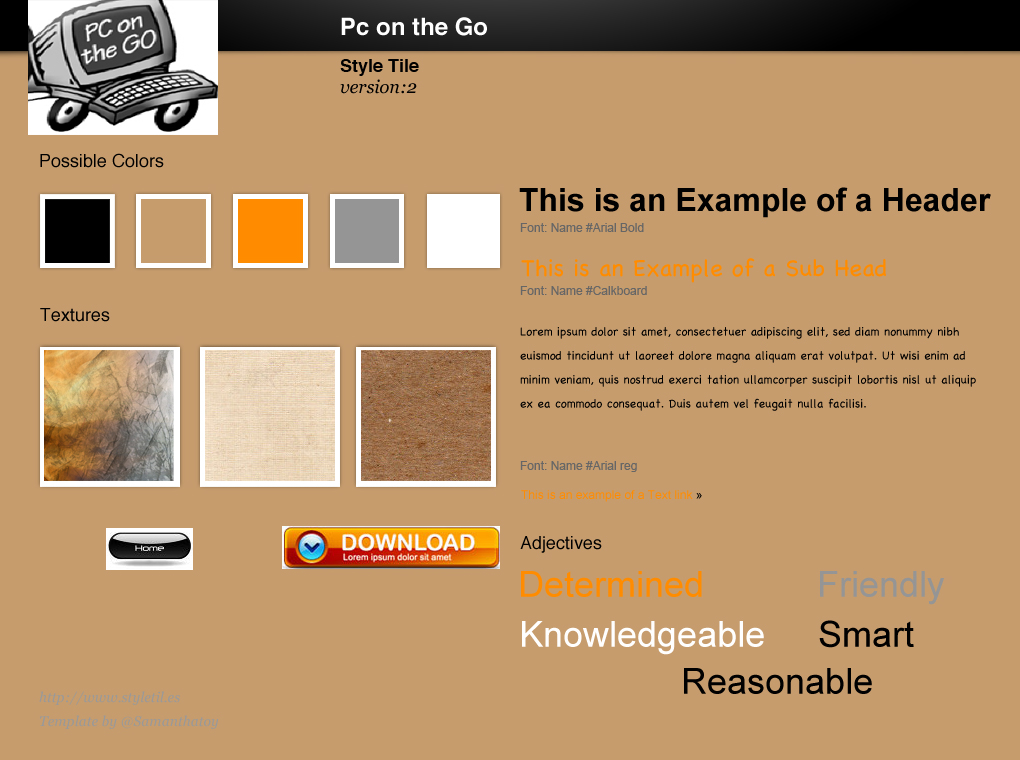 PC on
the GO
Pc on the Go
Style Tile
version:2
Possible Colors
Textures
Home
DOWNLOAD
Lorem ipsum dolor sit amet
This is an Example of a Header
Font: Name #Arial Bold
This is an Example of a Sub Head
Font: Name #Calkboard
Lorem ipsum dolor sit amet, consectetuer adipiscing elit, sed diam nonummy nibh
euismod tincidunt ut laoreet dolore magna aliquam erat volutpat. Ut wisi enim ad
minim veniam, quis nostrud exerci tation ullamcorper suscipit lobortis nisl ut aliquip
ex ea commodo consequat. Duis autem vel feugait nulla facilisi.
Font: Name #Arial reg
This is an example of a Text link »
Adjectives
Determined
Friendly
Knowledgeable
Smart
Reasonable
http://www.styletil.es
Template by @Samanthatoy